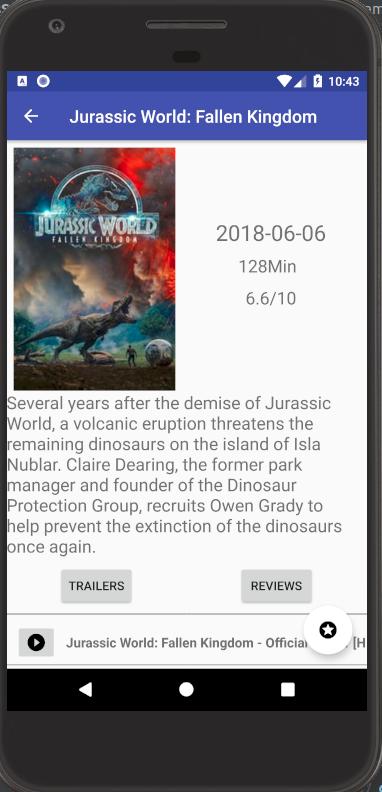 10:43
Jurassic World: Fallen Kingdom
JURASSIC WORLD
FALLEN KINGDOM
2018-06-06
128Min
6.6/10
Several years after the demise of Jurassic
World, a volcanic eruption threatens the
remaining dinosaurs on the island of Isla
Nublar. Claire Dearing, the former park
manager and founder of the Dinosaur
Protection Group, recruits Owen Grady to
help prevent the extinction of the dinosaurs
once again.
TRAILERS
REVIEWS
Jurassic World: Fallen Kingdom - Official [H